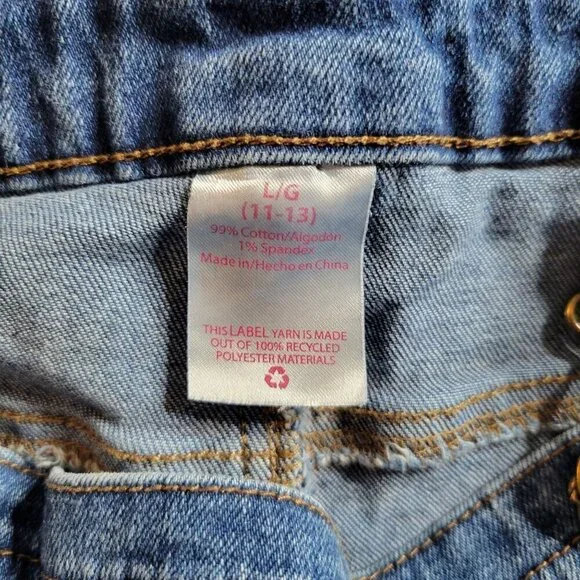 L/G
(11-13)
99% Cotton/Algodón
1% Spandex
Made in/Hecho en China
THIS LABEL YARN IS MADE
OUT OF 100% RECYCLED
POLYESTER MATERIALS